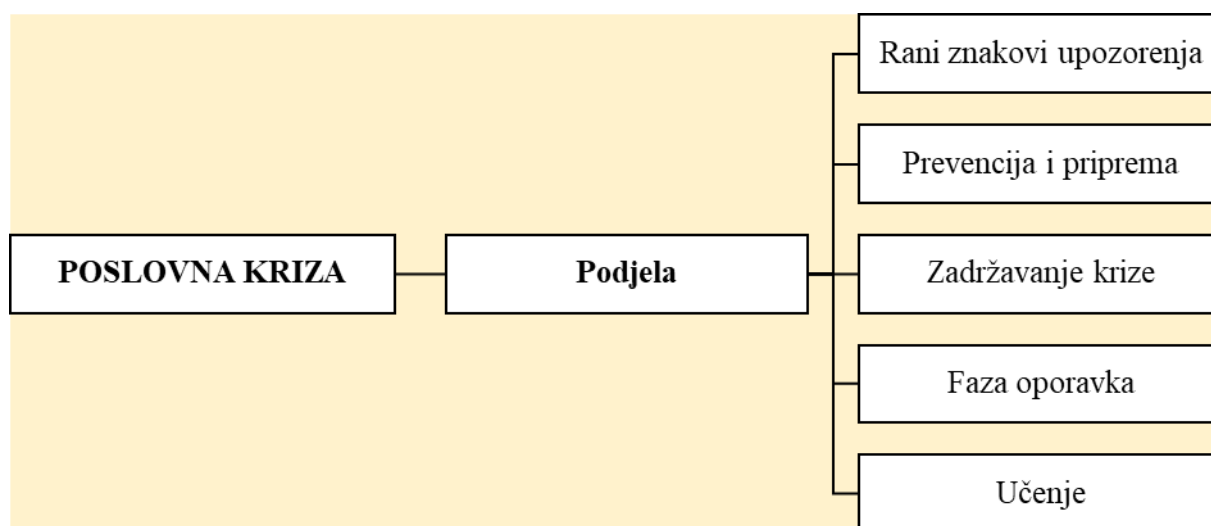 Rani znakovi upozorenja
Prevencija i priprema
POSLOVNA KRIZA
Podjela
Zadržavanje krize
Faza oporavka
Učenje